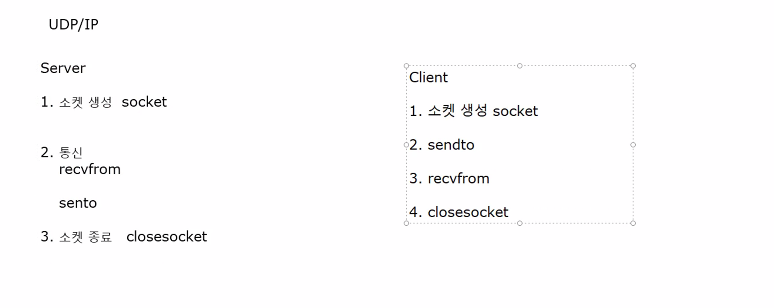 UDP/IP
Server
1. 소켓 생성 socket
2. 통신
recvfrom
sento
3. 소켓 종료 closesocket
Client
1. 소켓 생성 socket
2. sendto
3. recvfrom
4. closesocket